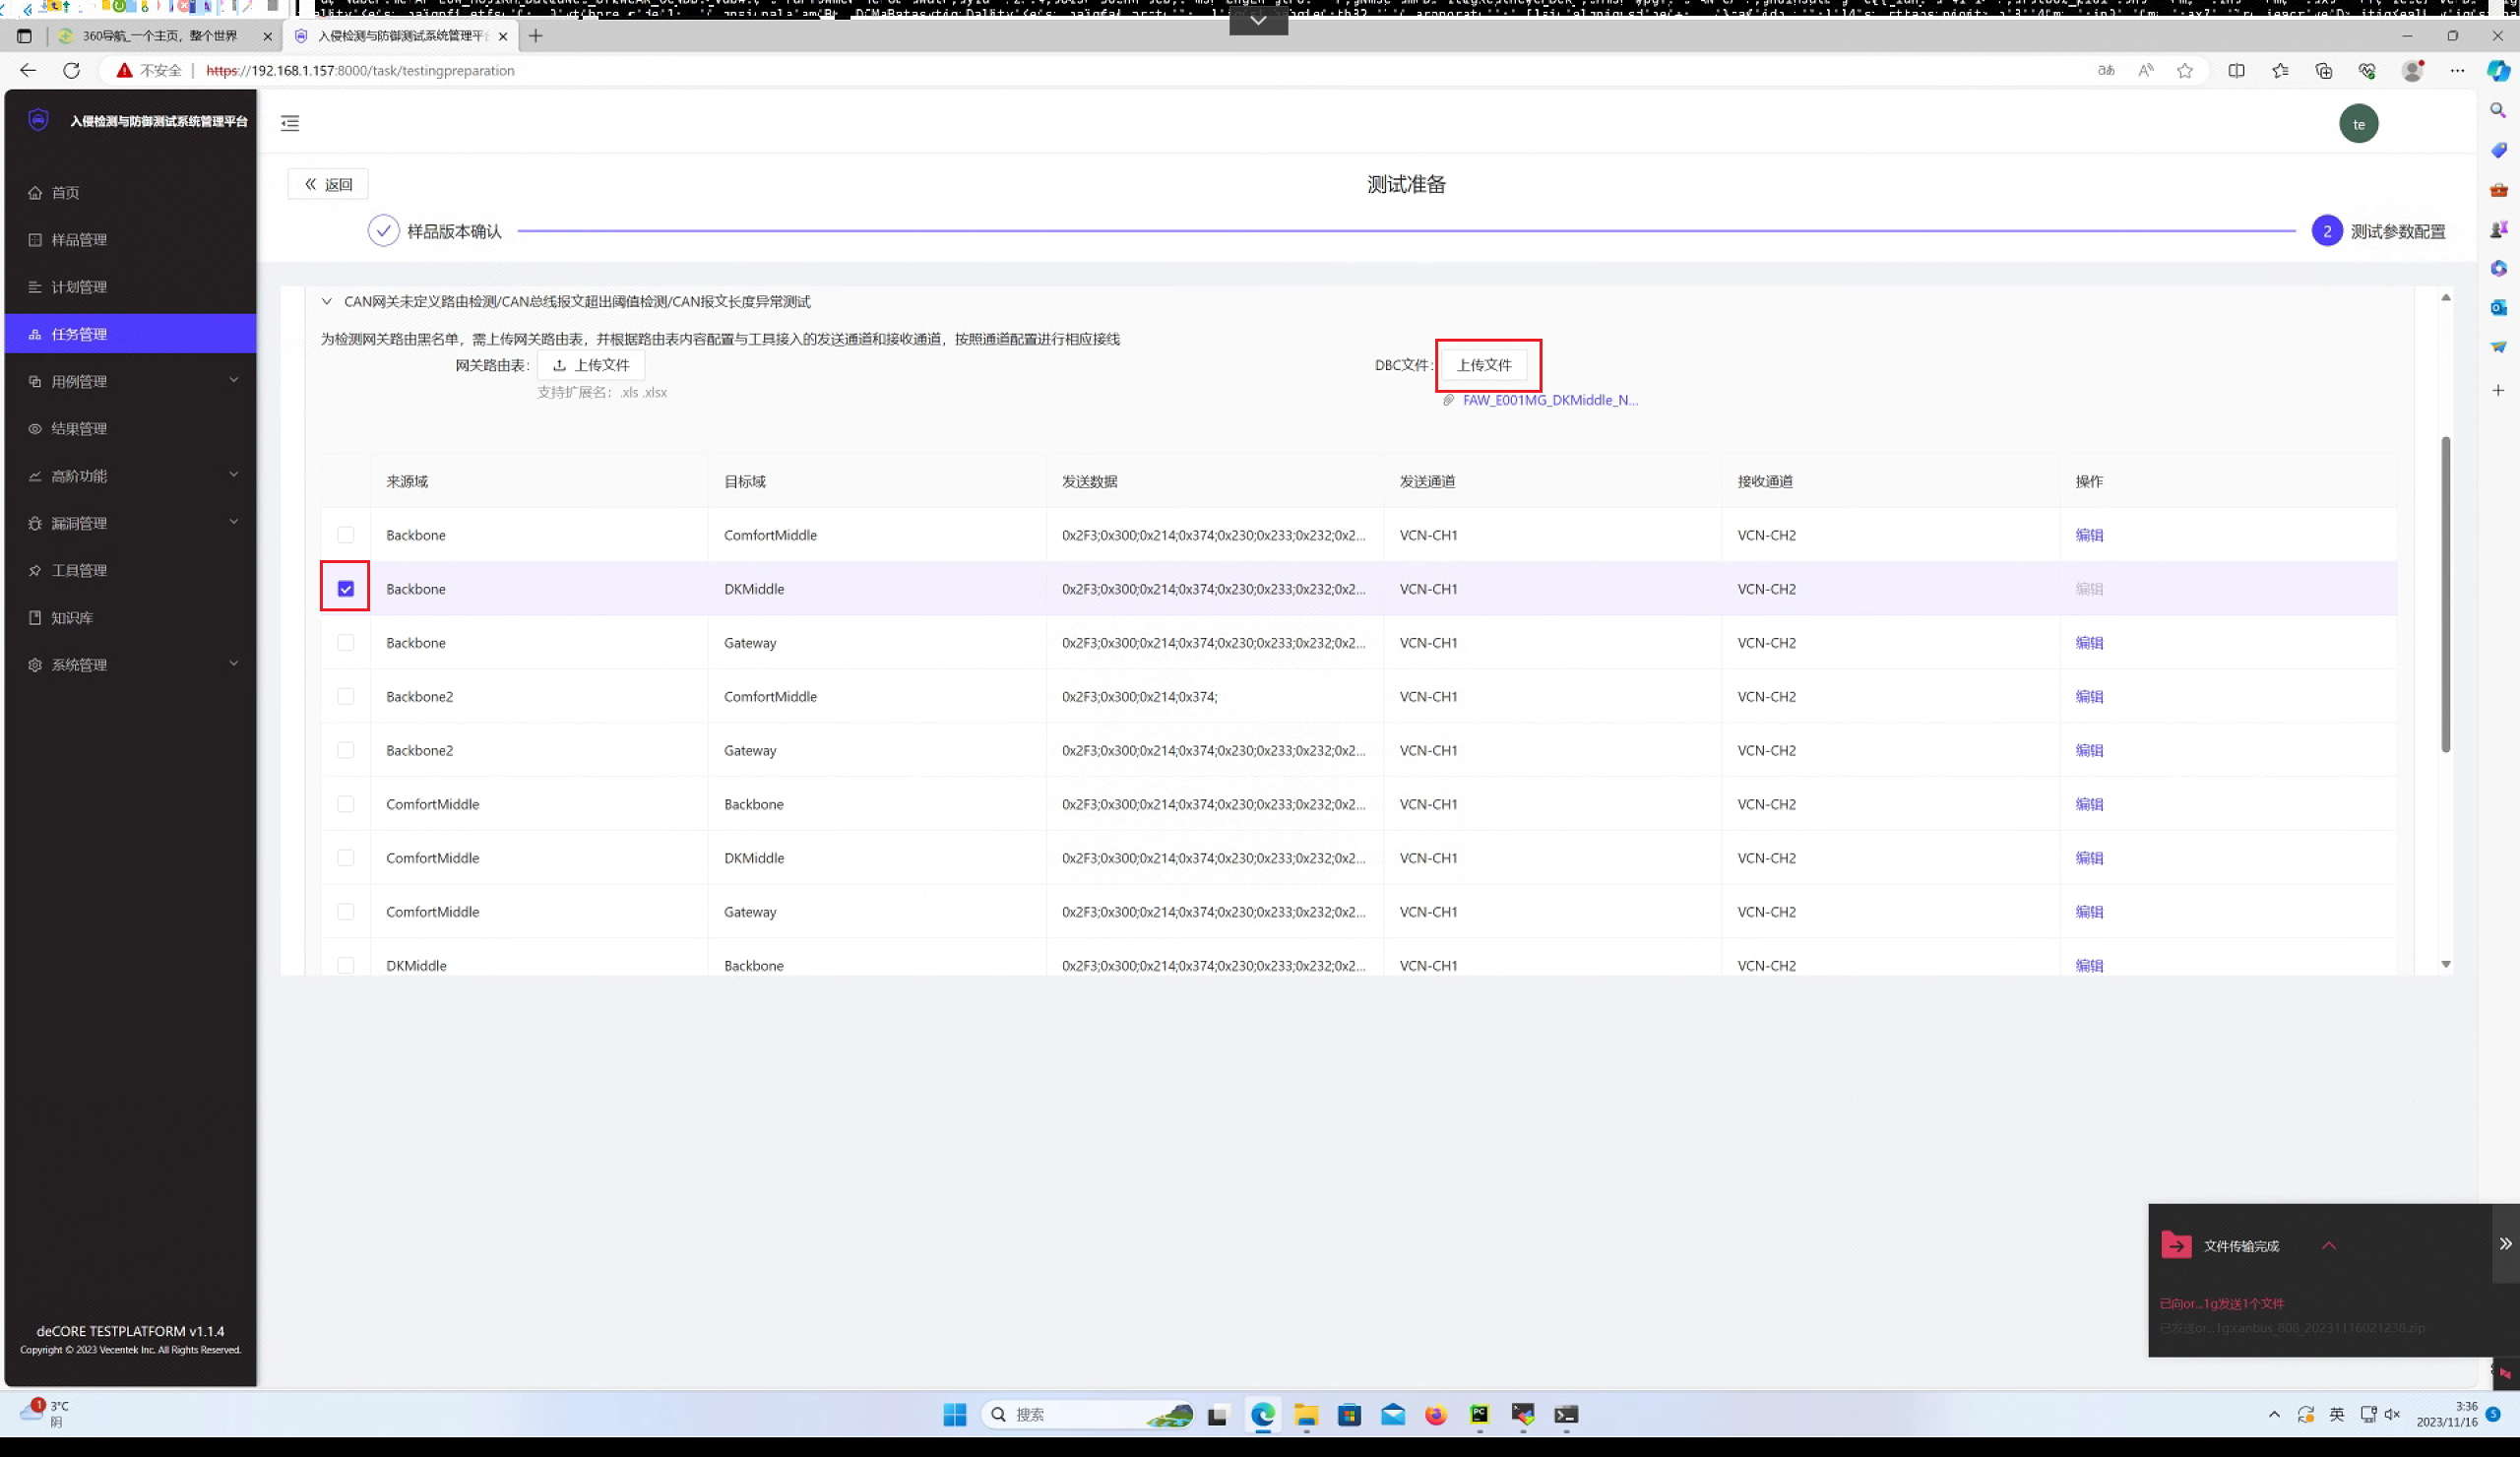 360导航_一个主页，整个世界
入侵检测与防御测试系统管理平台
不安全 https://192.168.1.157:8000/task/testingpreparation
入侵检测与防御测试系统管理平台
te
首页
样品管理
计划管理
任务管理
用例管理
结果管理
高阶功能
漏洞管理
工具管理
知识库
系统管理
deCORE TESTPLATFORM v1.1.4
Copyright © 2023 Vecentek Inc. All Rights Reserved.
返回
测试准备
样品版本确认
2 测试参数配置
CAN网关未定义路由检测/CAN总线报文超出阈值检测/CAN报文长度异常测试
为检测网关路由黑名单，需上传网关路由表，并根据路由表内容配置与工具接入的发送通道和接收通道，按照通道配置进行相应接线
网关路由表： 上传文件 DBC文件: 上传文件
支持扩展名：.xls .xlsx
FAW_E001MG_DKMiddle_N...
来源域 目标域 发送数据 发送通道 接收通道 操作
Backbone ComfortMiddle 0x2F3;0x300;0x214;0x374;0x230;0x233;0x232;0x2... VCN-CH1 VCN-CH2 编辑
Backbone DKMiddle 0x2F3;0x300;0x214;0x374;0x230;0x233;0x232;0x2... VCN-CH1 VCN-CH2 编辑
Backbone Gateway 0x2F3;0x300;0x214;0x374;0x230;0x233;0x232;0x2... VCN-CH1 VCN-CH2 编辑
Backbone2 ComfortMiddle 0x2F3;0x300;0x214;0x374; VCN-CH1 VCN-CH2 编辑
Backbone2 Gateway 0x2F3;0x300;0x214;0x374;0x230;0x233;0x232;0x2... VCN-CH1 VCN-CH2 编辑
ComfortMiddle Backbone 0x2F3;0x300;0x214;0x374;0x230;0x233;0x232;0x2... VCN-CH1 VCN-CH2 编辑
ComfortMiddle DKMiddle 0x2F3;0x300;0x214;0x374;0x230;0x233;0x232;0x2... VCN-CH1 VCN-CH2 编辑
ComfortMiddle Gateway 0x2F3;0x300;0x214;0x374;0x230;0x233;0x232;0x2... VCN-CH1 VCN-CH2 编辑
DKMiddle Backbone 0x2F3;0x300;0x214;0x374;0x230;0x233;0x232;0x2... VCN-CH1 VCN-CH2 编辑
文件传输完成
已向or...1g发送1个文件
已发送or...1g:canbus_808_20231116021238.zip
1 3°C
阴
搜索
英
3:36
2023/11/16
5